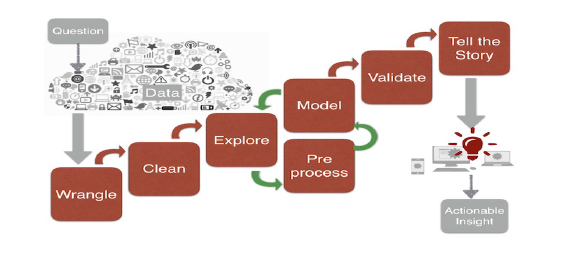 Question
Data
Wrangle
Clean
Explore
Pre
process
Model
Validate
Tell the
Story
Actionable
Insight